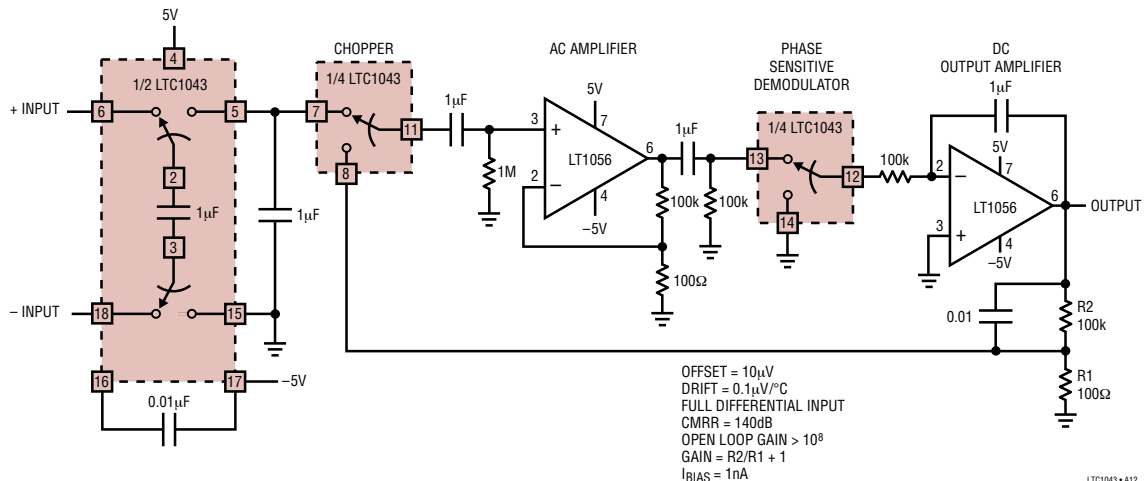 5V
4
1/2 LTC1043
+ INPUT
6
5
2
1µF
3
1µF
– INPUT
18
15
16
17
–5V
0.01µF
CHOPPER
1/4 LTC1043
7
11
8
1µF
1M
AC AMPLIFIER
5V
7
3
+
LT1056
6
2
–
4
–5V
100k
100Ω
1µF
100k
PHASE
SENSITIVE
DEMODULATOR
1/4 LTC1043
13
12
14
100k
DC
OUTPUT AMPLIFIER
1µF
5V
7
2
–
LT1056
6
OUTPUT
3
+
4
–5V
0.01
R2
100k
R1
100Ω
OFFSET = 10µV
DRIFT = 0.1µV/°C
FULL DIFFERENTIAL INPUT
CMRR = 140dB
OPEN LOOP GAIN > 10⁸
GAIN = R2/R1 + 1
IBIAS = 1nA
LTC1043 • A12